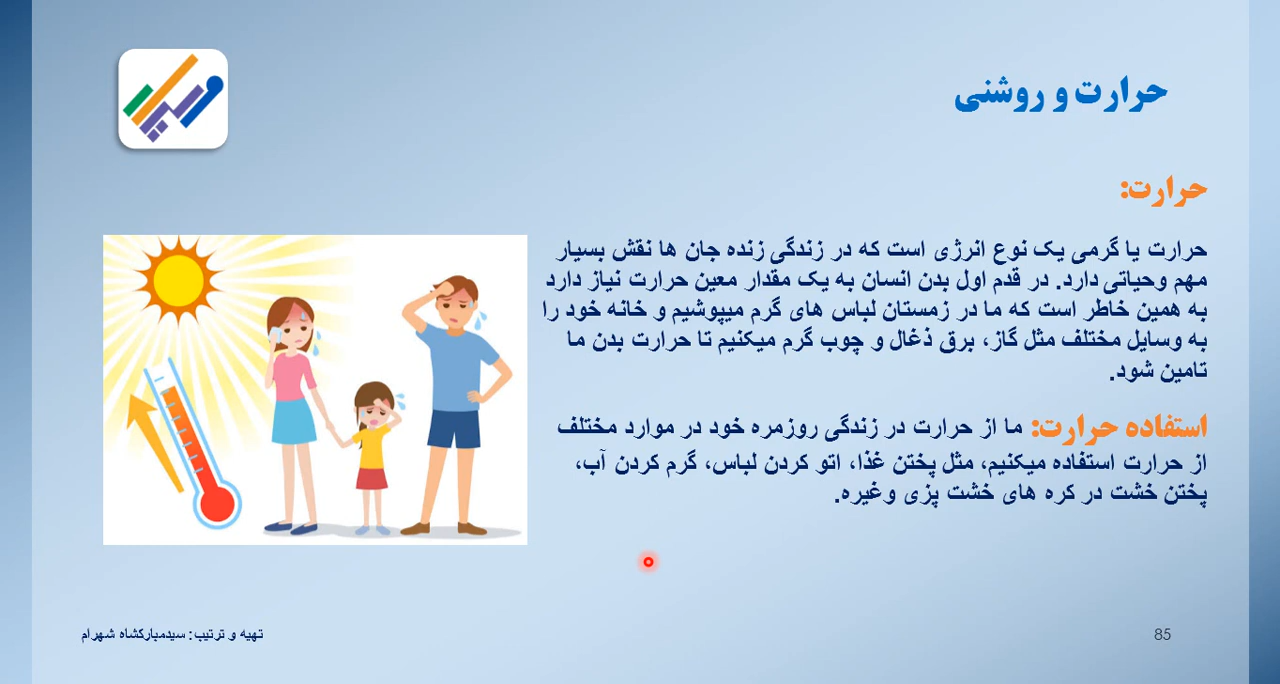 حرارت و روشنی
حرارت:
حرارت یا گرمی یک نوع انرژی است که در زندگی زنده جان ها نقش بسیار
مهم وحیاتی دارد. در قدم اول بدن انسان به یک مقدار معین حرارت نیاز دارد
به همین خاطر است که ما در زمستان لباس های گرم میپوشیم و خانه خود را
به وسایل مختلف مثل گاز، برق ذغال و چوب گرم میکنیم تا حرارت بدن ما
تامین شود.
استفاده حرارت: ما از حرارت در زندگی روزمره خود در موارد مختلف
از حرارت استفاده میکنیم، مثل پختن غذا، اتو کردن لباس، گرم کردن آب،
پختن خشت در کره های خشت پزی وغیره.
تهیه و ترتیب: سیدمبارکشاه شهرام
85